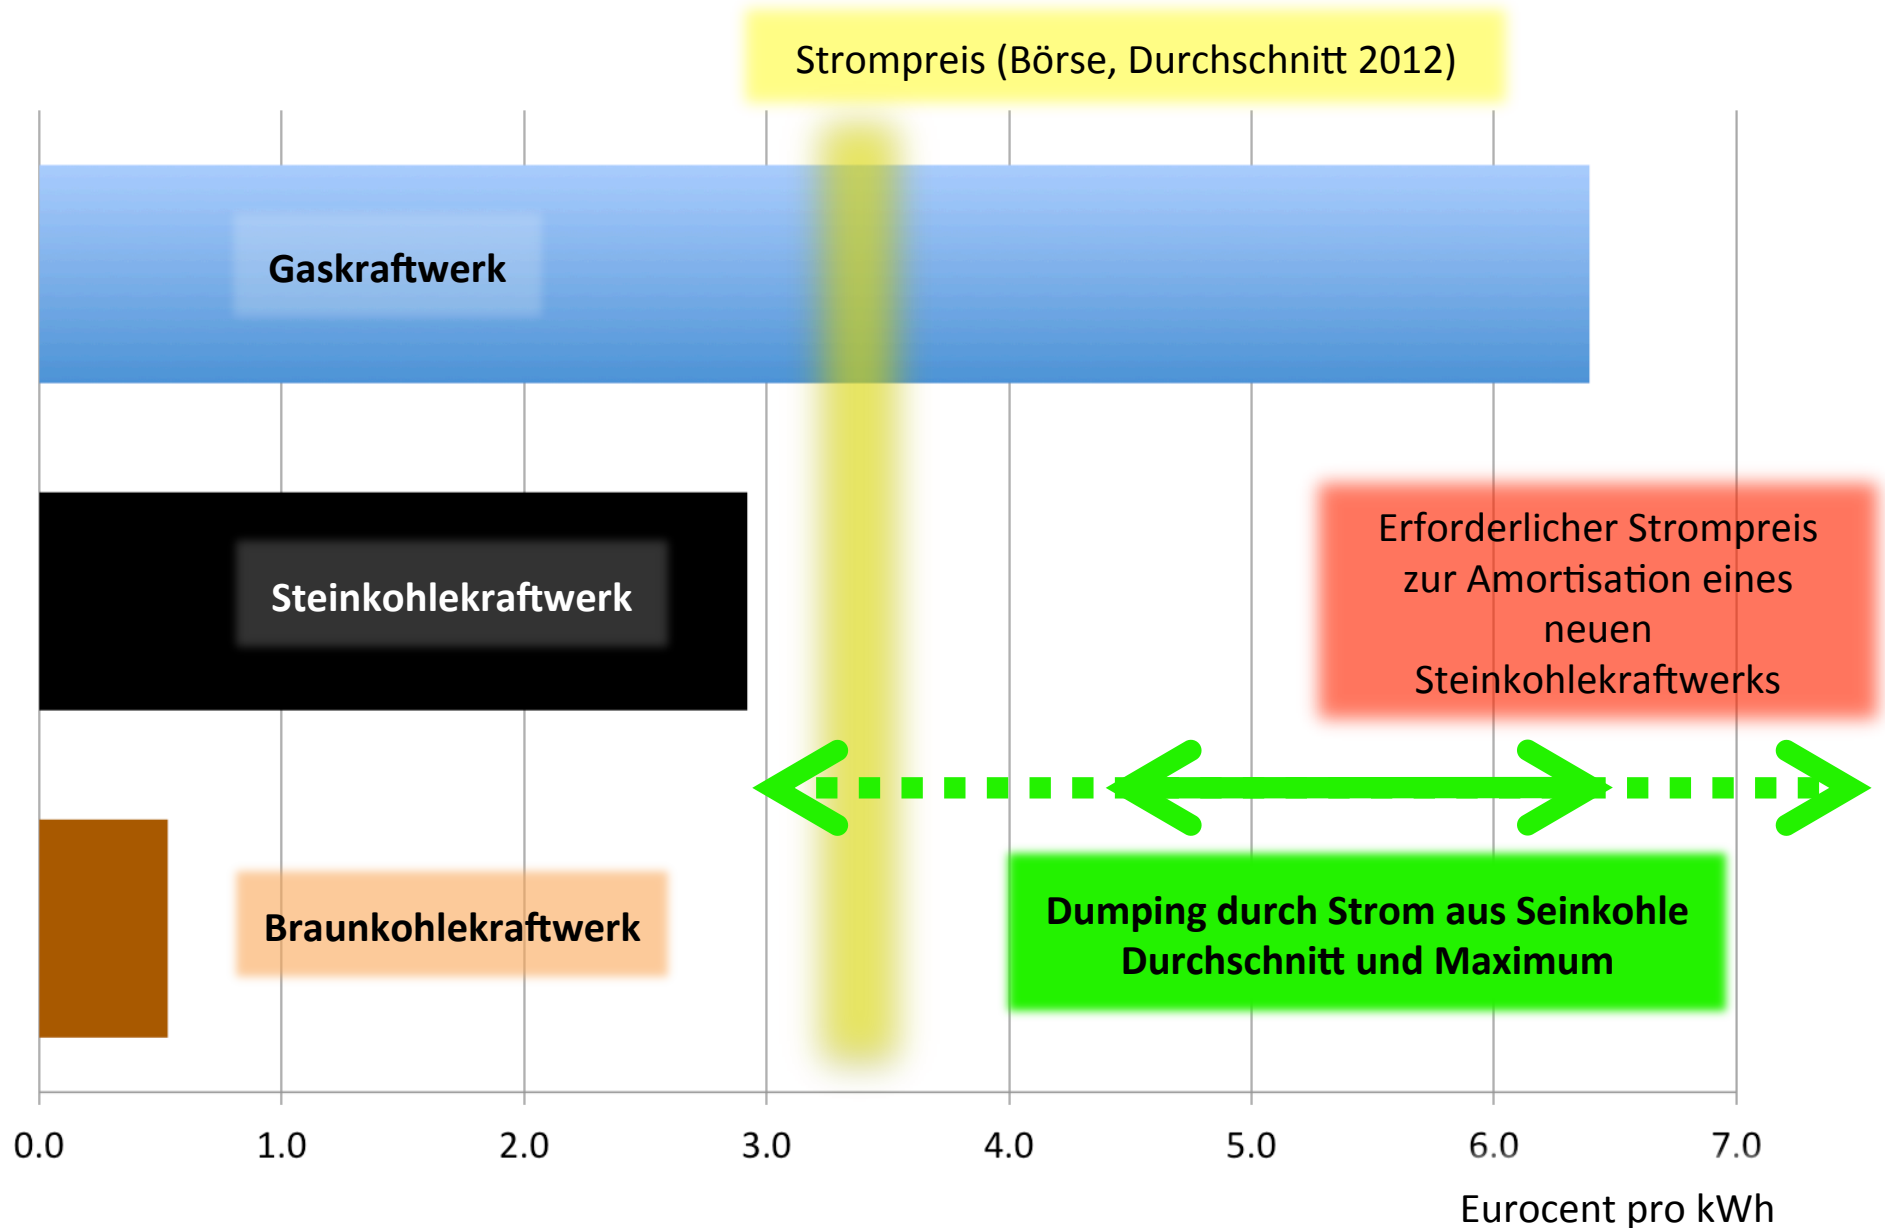 Strompreis (Börse, Durchschnitt 2012)
Gaskraftwerk
Steinkohlekraftwerk
Erforderlicher Strompreis
zur Amortisation eines
neuen
Steinkohlekraftwerks
Braunkohlekraftwerk
Dumping durch Strom aus Seinkohle
Durchschnitt und Maximum
0.0 1.0 2.0 3.0 4.0 5.0 6.0 7.0
Eurocent pro kWh